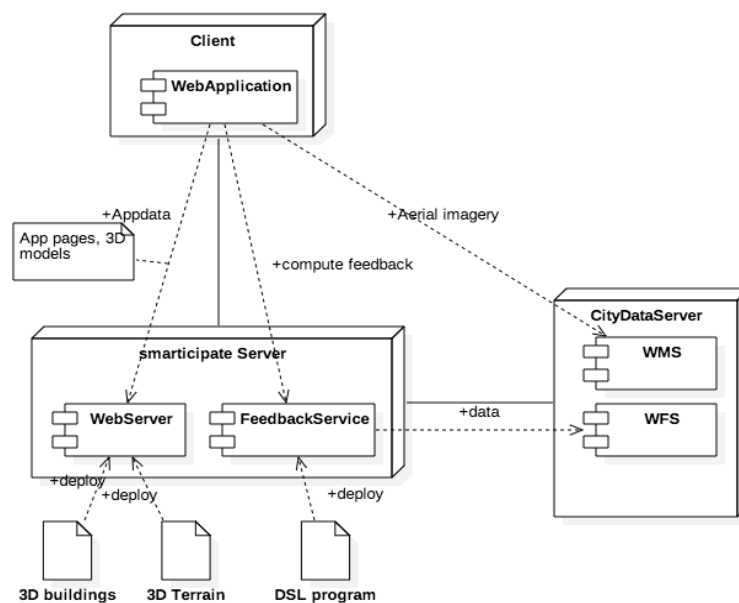 Client
WebApplication
+Appdata
+Aerial imagery
App pages, 3D
models
+compute feedback
CityDataServer
smarticipate Server
WMS
WebServer
FeedbackService
+data
WFS
+deploy
+deploy
+deploy
3D buildings
3D Terrain
DSL program